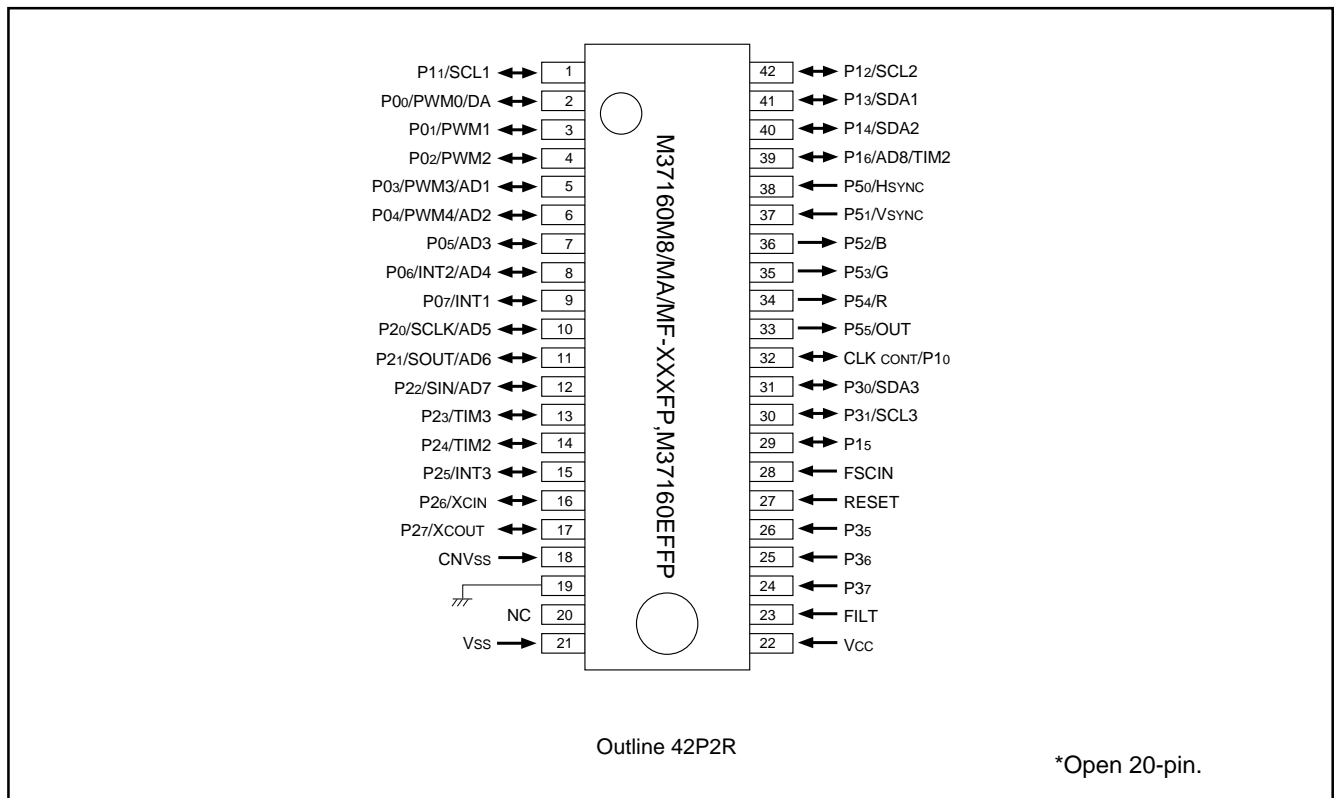 P11/SCL1 1
P00/PWM0/DA 2
P01/PWM1 3
P02/PWM2 4
P03/PWM3/AD1 5
P04/PWM4/AD2 6
P05/AD3 7
P06/INT2/AD4 8
P07/INT1 9
P20/SCLK/AD5 10
P21/SOUT/AD6 11
P22/SIN/AD7 12
P23/TIM3 13
P24/TIM2 14
P25/INT3 15
P26/XCIN 16
P27/XCOUT 17
CNVSS 18
19
NC 20
VSS 21
M37160M8/MA/MF-XXXFP,M37160EFFP
42 P12/SCL2
41 P13/SDA1
40 P14/SDA2
39 P16/AD8/TIM2
38 P50/HSYNC
37 P51/VSYNC
36 P52/B
35 P53/G
34 P54/R
33 P55/OUT
32 CLK CONT/P10
31 P30/SDA3
30 P31/SCL3
29 P15
28 FSCIN
27 RESET
26 P35
25 P36
24 P37
23 FILT
22 VCC
Outline 42P2R
*Open 20-pin.